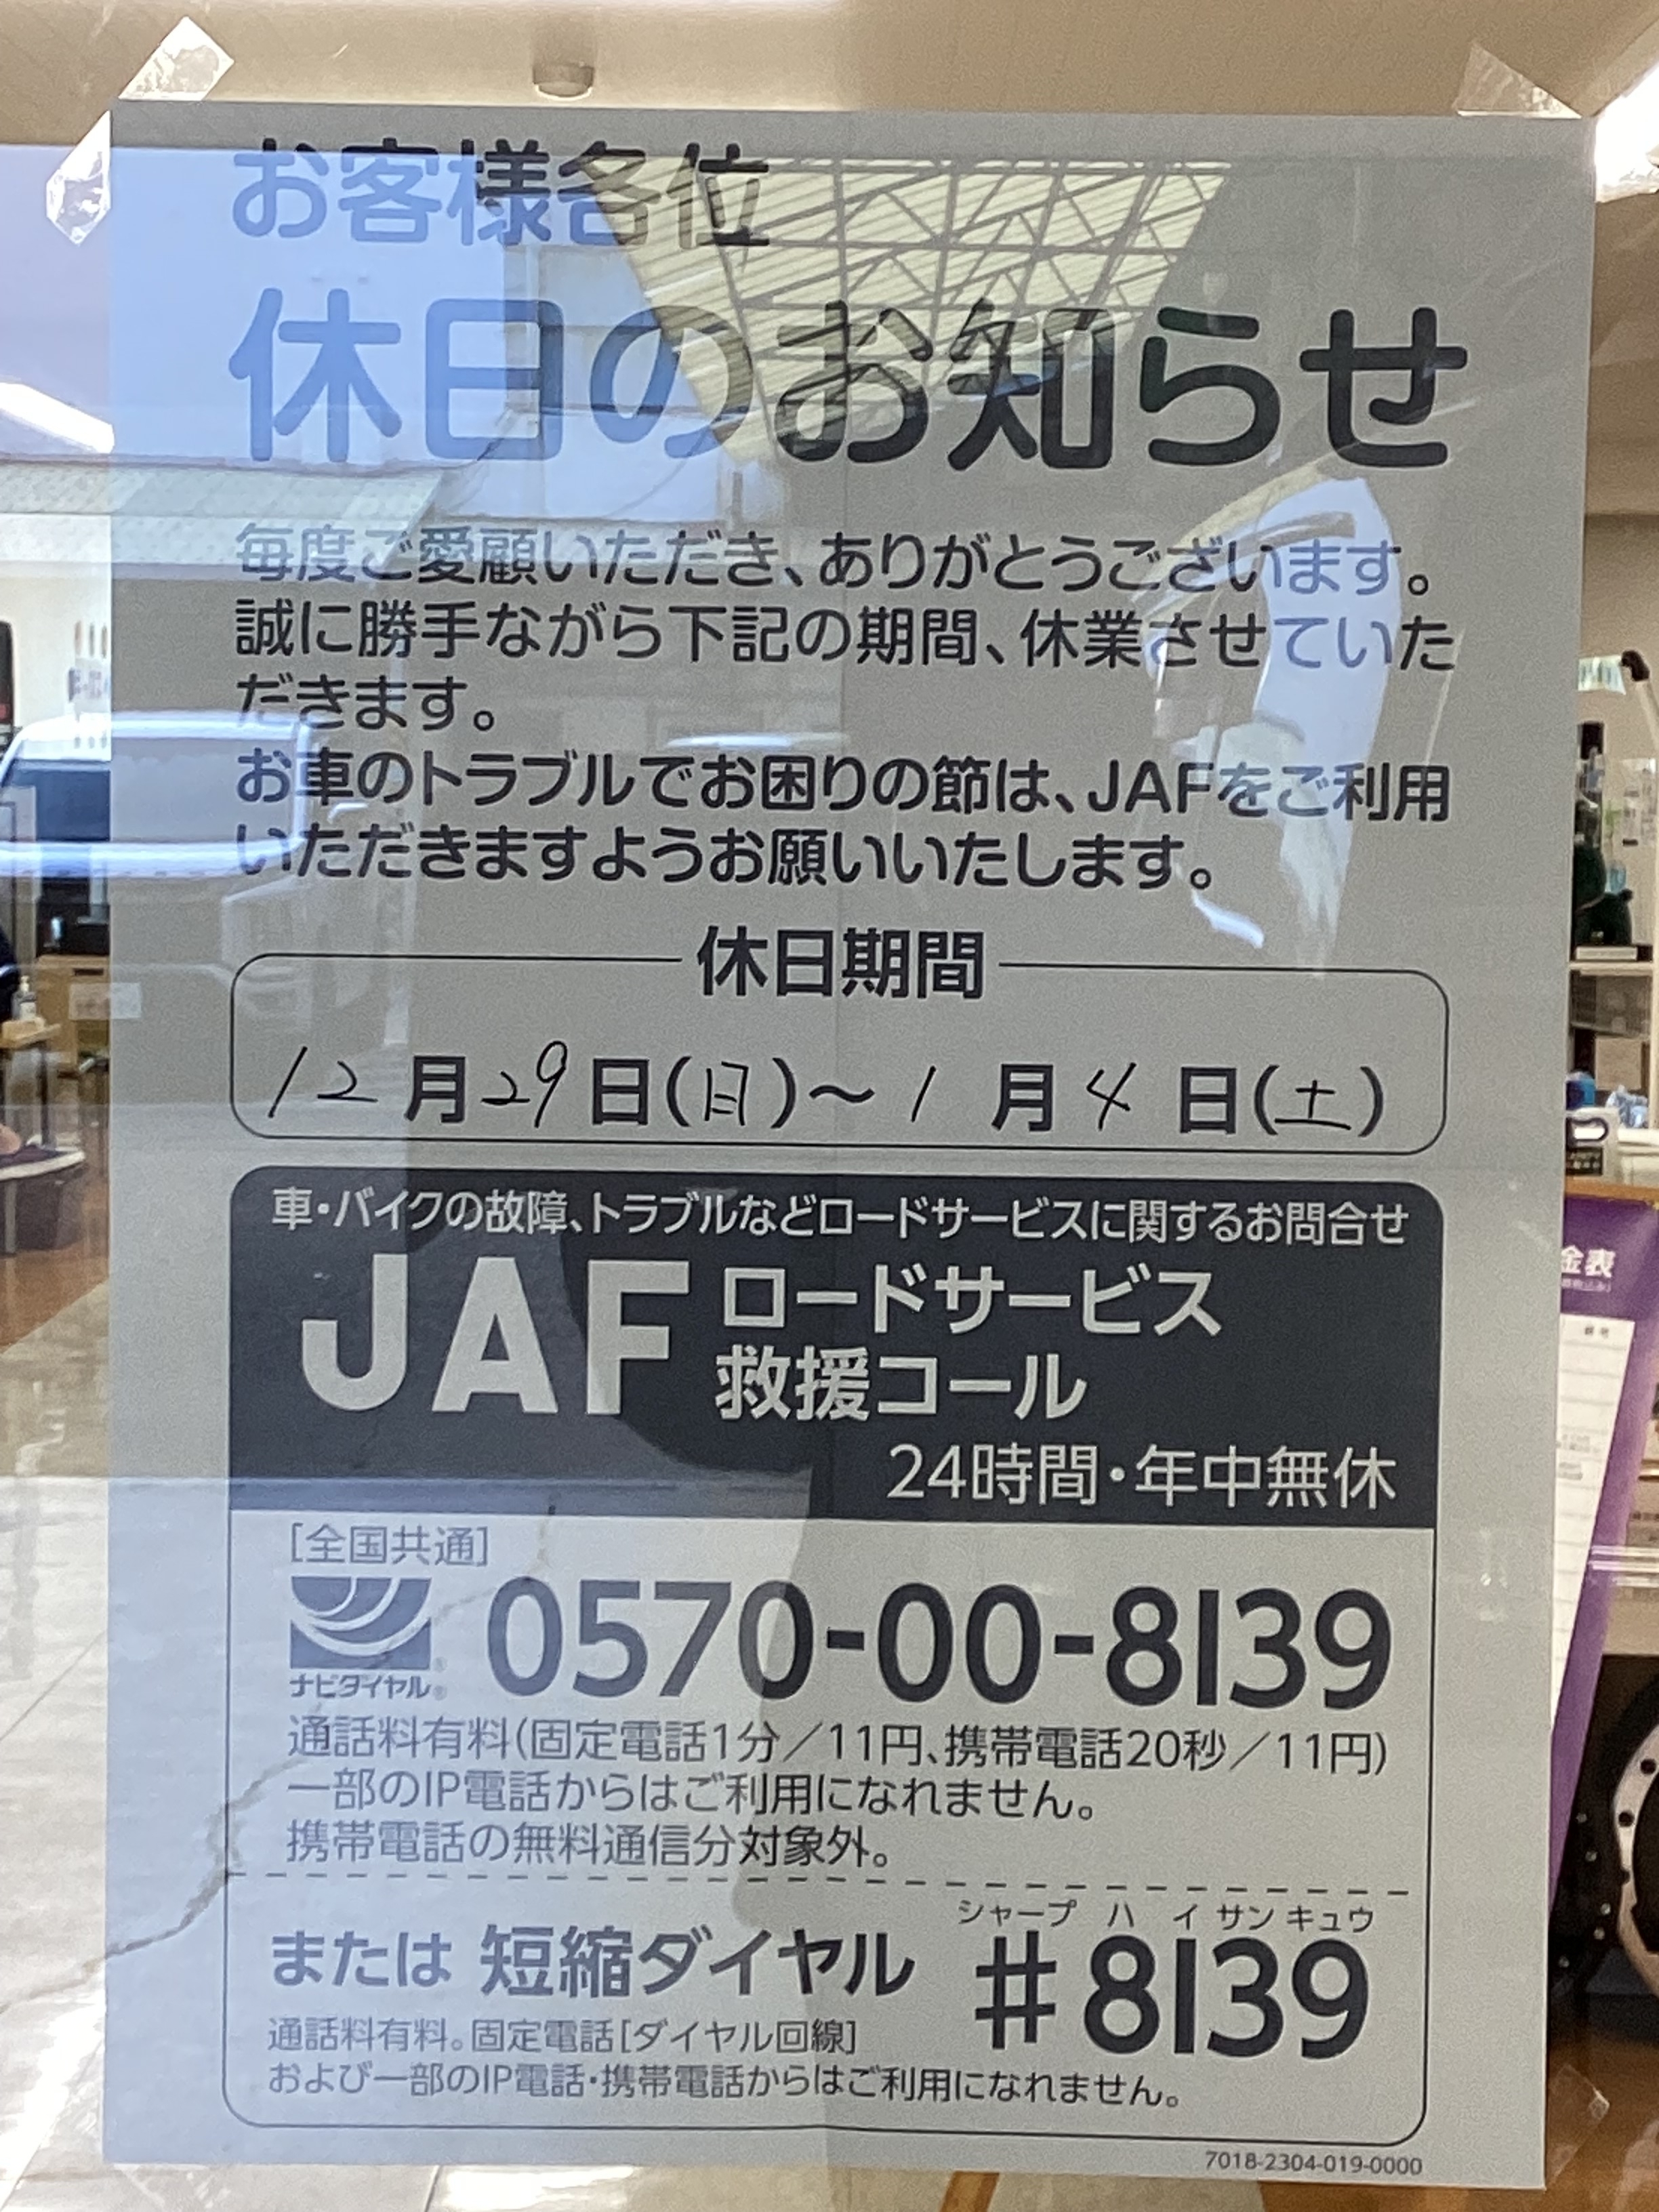 お客様各位
休日のお知らせ
毎度ご愛顧いただき、ありがとうございます。
誠に勝手ながら下記の期間、休業させていた
だきます。
お車のトラブルでお困りの節は、JAFをご利用
いただきますようお願いいたします。
休日期間
12月29日(日)～1月4日(土)
車・バイクの故障、トラブルなどロードサービスに関するお問合せ
JAF ロードサービス
救援コール
24時間・年中無休
[全国共通]
ナビダイヤル® 0570-00-8139
通話料有料(固定電話1分／11円、携帯電話20秒／11円)
一部のIP電話からはご利用になれません。
携帯電話の無料通信分対象外。
シャープ ハ イ サン キュウ
または 短縮ダイヤル #8139
通話料有料。固定電話[ダイヤル回線]
および一部のIP電話・携帯電話からはご利用になれません。
7018-2304-019-0000
金表